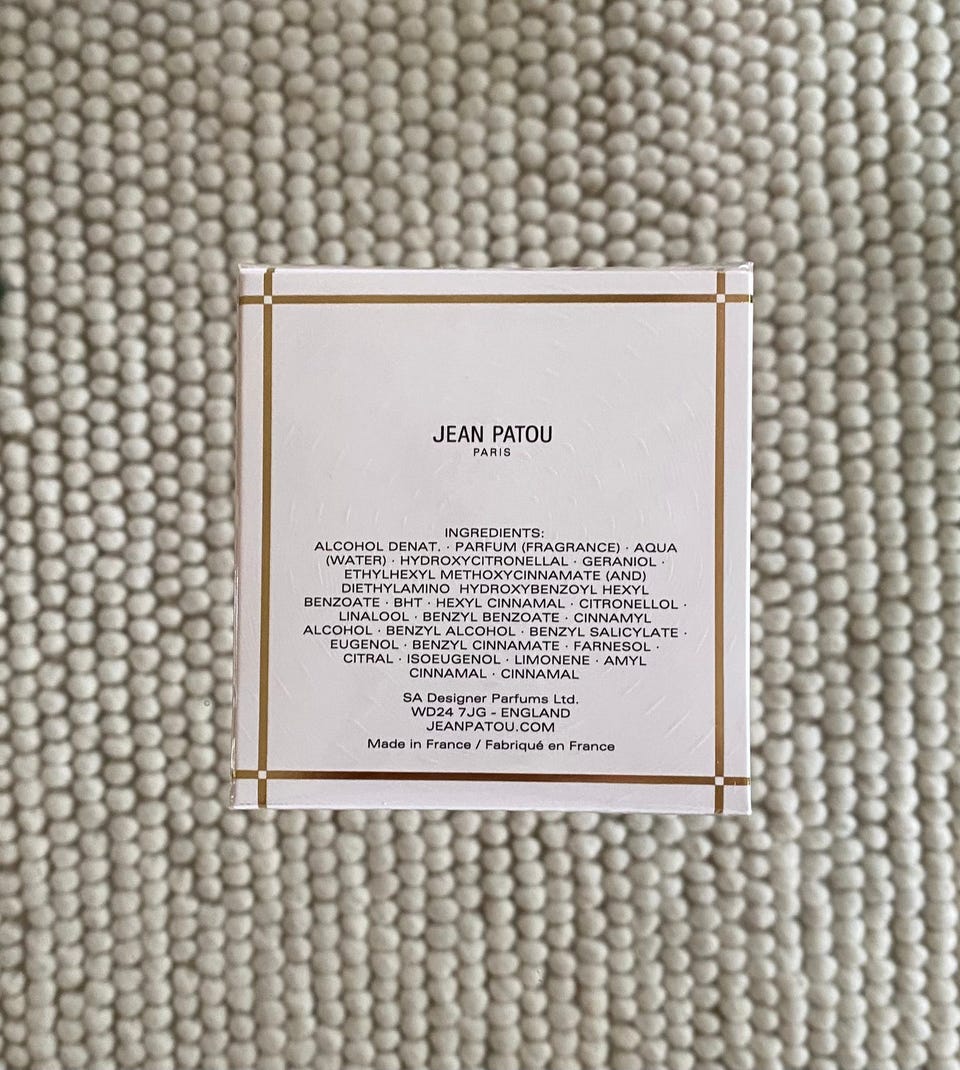 JEAN PATOU
PARIS
INGREDIENTS:
ALCOHOL DENAT. · PARFUM (FRAGRANCE) · AQUA
(WATER) · HYDROXYCITRONELLAL · GERANIOL ·
ETHYLHEXYL METHOXYCINNAMATE (AND)
DIETHYLAMINO HYDROXYBENZOYL HEXYL
BENZOATE · BHT · HEXYL CINNAMAL · CITRONELLOL ·
LINALOOL · BENZYL BENZOATE · CINNAMYL
ALCOHOL · BENZYL ALCOHOL · BENZYL SALICYLATE ·
EUGENOL · BENZYL CINNAMATE · FARNESOL ·
CITRAL · ISOEUGENOL · LIMONENE · AMYL
CINNAMAL · CINNAMAL
SA Designer Parfums Ltd.
WD24 7JG - ENGLAND
JEANPATOU.COM
Made in France / Fabriqué en France